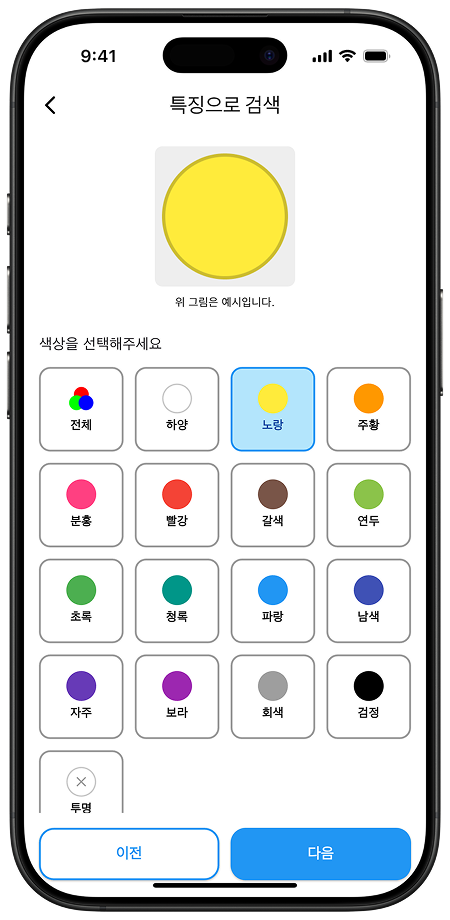 9:41
특징으로 검색
위 그림은 예시입니다.
색상을 선택해주세요
전체 하양 노랑 주황
분홍 빨강 갈색 연두
초록 청록 파랑 남색
자주 보라 회색 검정
투명
이전 다음